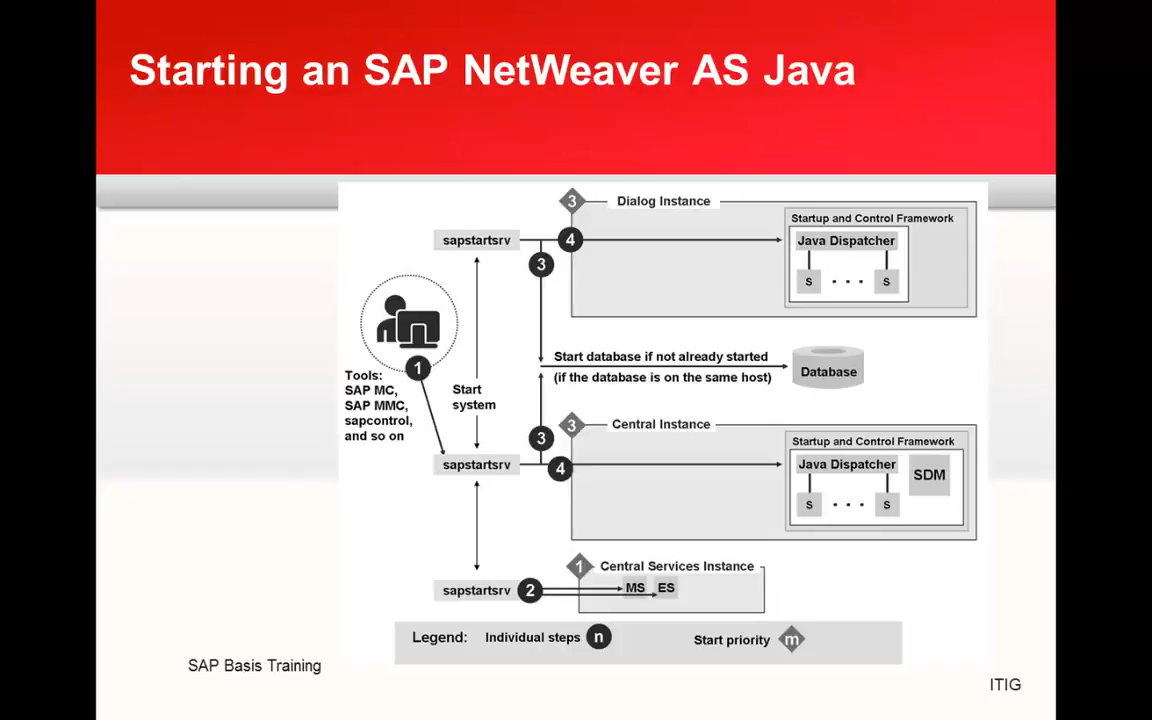 Starting an SAP NetWeaver AS Java
3
Dialog Instance
Startup and Control Framework
sapstartsrv
4
Java Dispatcher
3
S
S
Start database if not already started
(if the database is on the same host)
Database
1
Tools:
SAP MC,
SAP MMC,
sapcontrol,
and so on
Start
system
3
Central Instance
3
Startup and Control Framework
sapstartsrv
4
Java Dispatcher
SDM
S
S
1
Central Services Instance
sapstartsrv
2
MS
ES
Legend:
Individual steps n
Start priority m
SAP Basis Training
ITIG